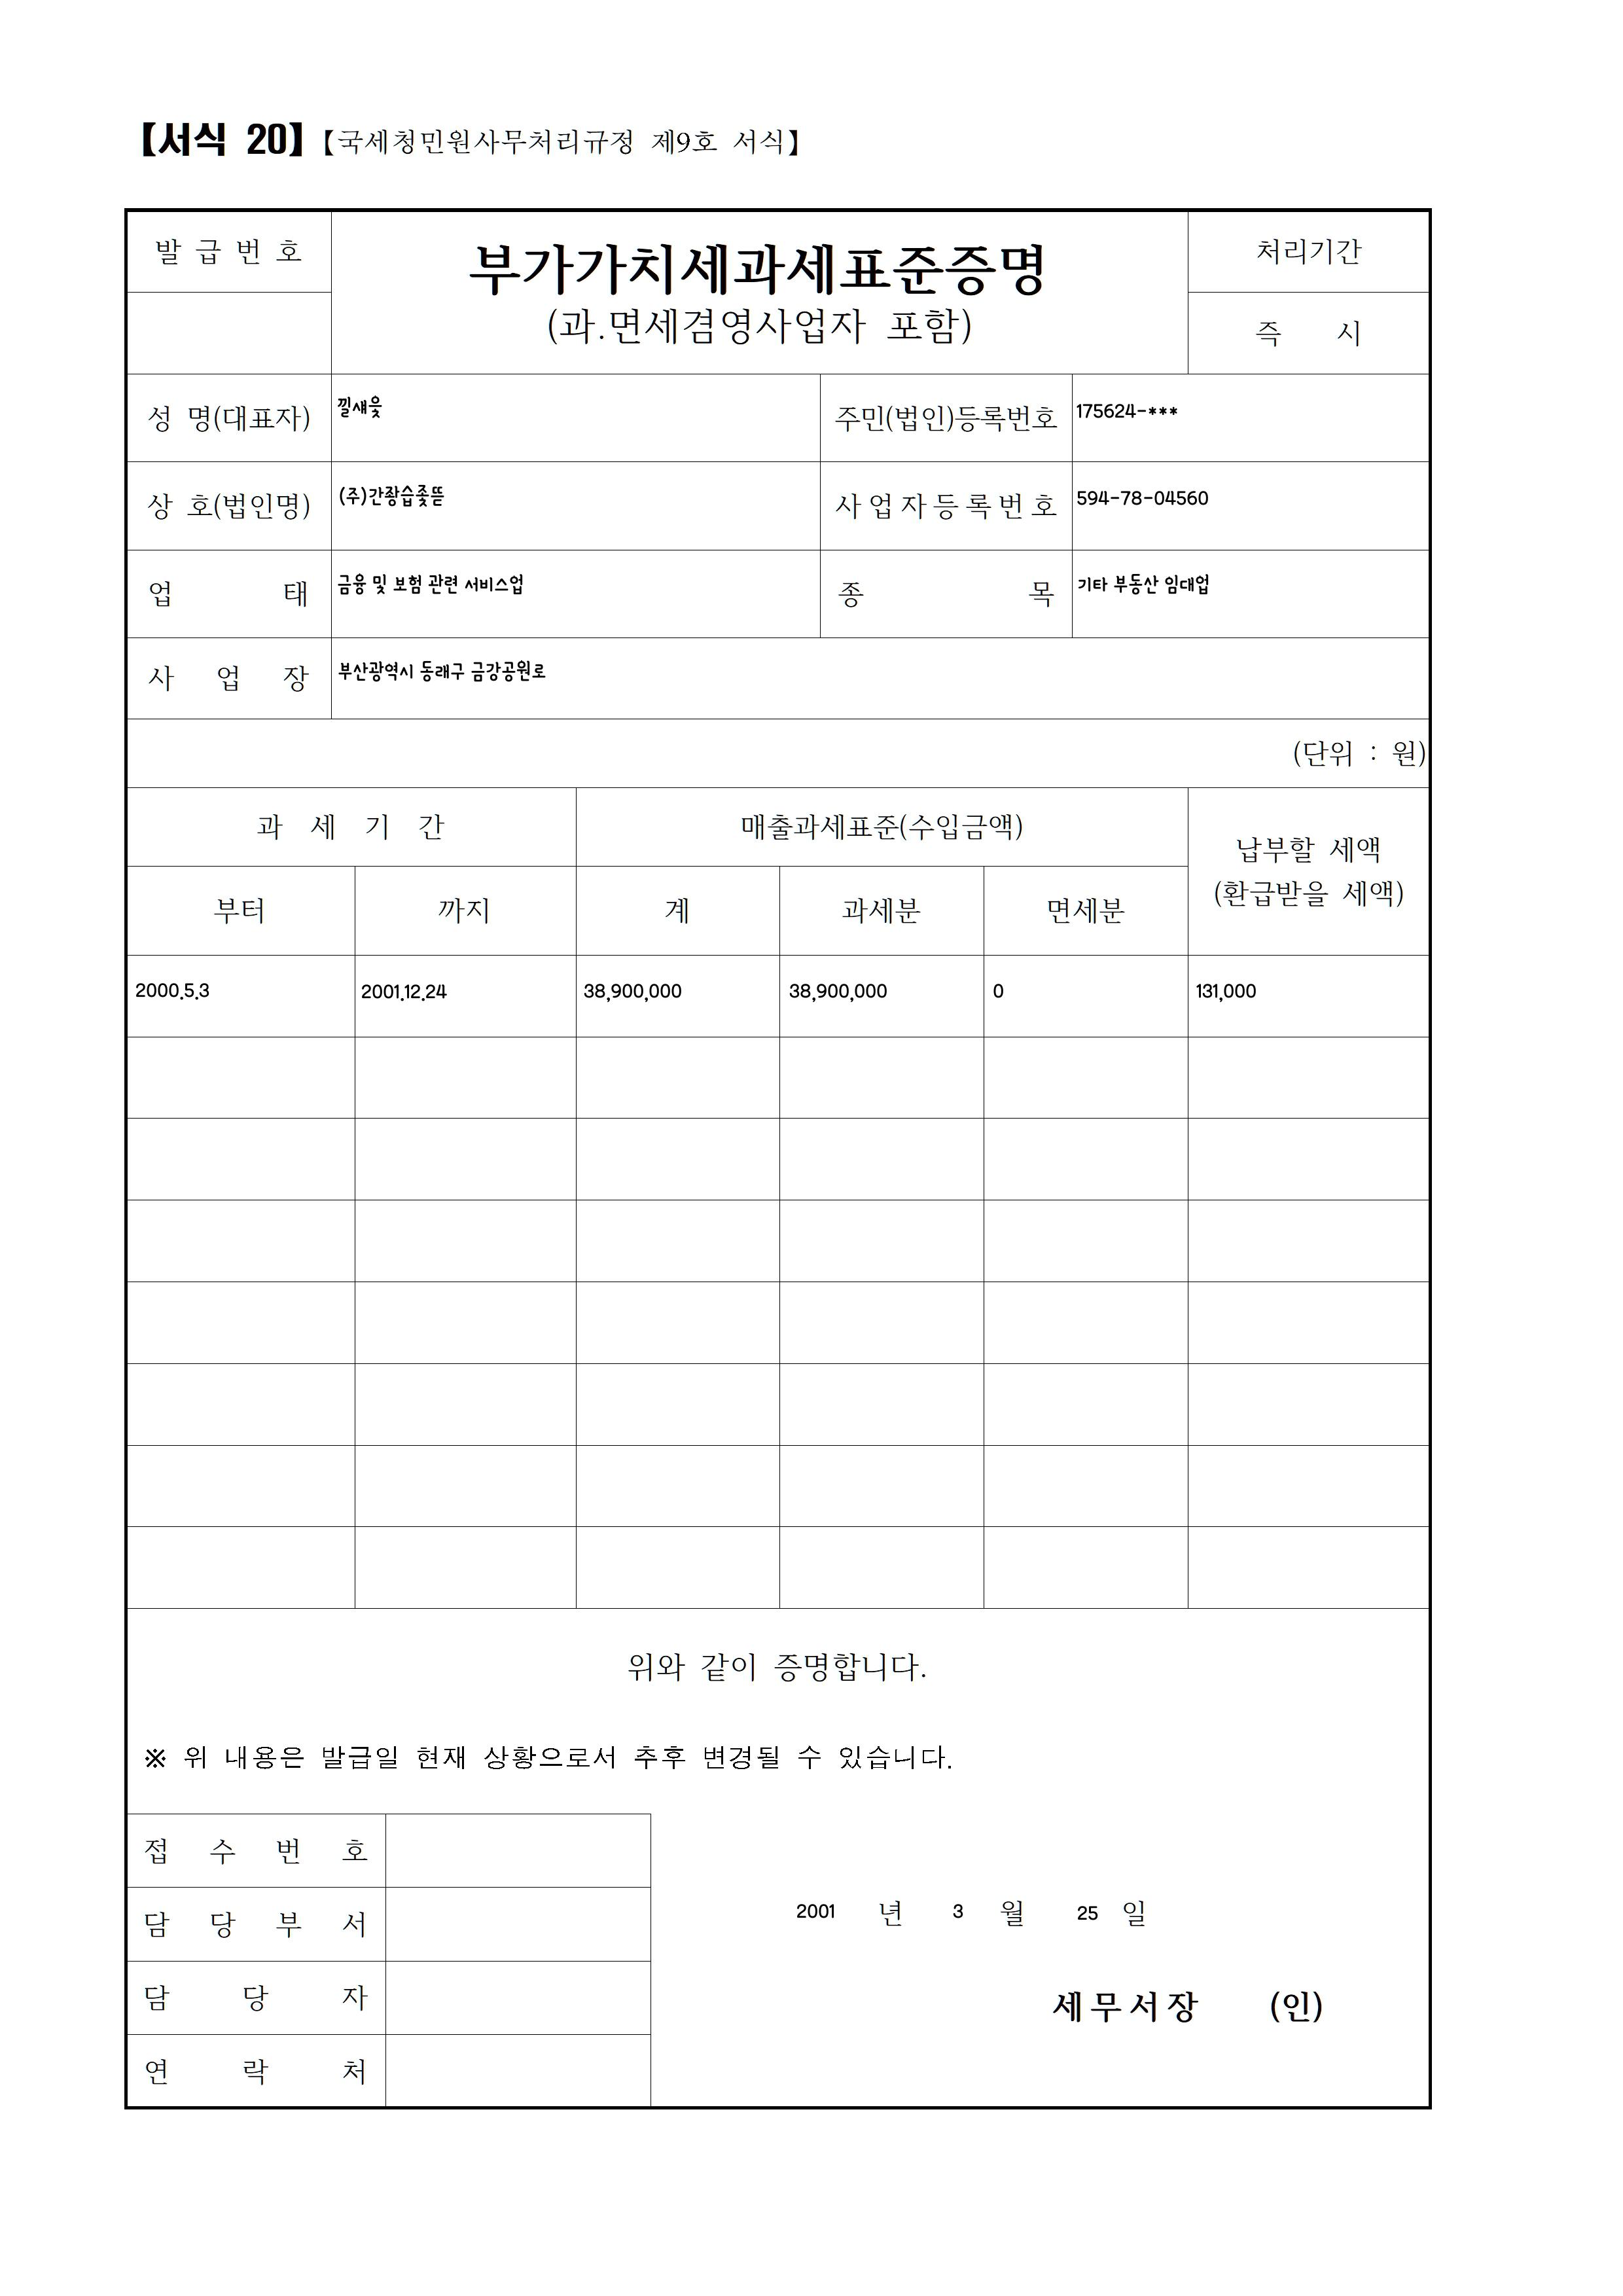 【서식 20】【국세청민원사무처리규정 제9호 서식】
발 급 번 호
부가가치세과세표준증명
(과.면세겸영사업자 포함)
처리기간
즉 시
성 명(대표자) 낄섀읒 주민(법인)등록번호 175624-***
상 호(법인명) 사 업 자 등 록 번 호 594-78-04560
업 태 금융 및 보험 관련 서비스업 종 목 기타 부동산 임대업
사 업 장 부산광역시 동래구 금강공원로
(단위 : 원)
과 세 기 간 매출과세표준(수입금액) 납부할 세액
(환급받을 세액)
부터 까지 계 과세분 면세분
2000.5.3 2001.12.24 38,900,000 38,900,000 0 131,000
위와 같이 증명합니다.
※ 위 내용은 발급일 현재 상황으로서 추후 변경될 수 있습니다.
접 수 번 호
담 당 부 서
담 당 자
연 락 처
2001 년 3 월 25 일
세무서장 (인)